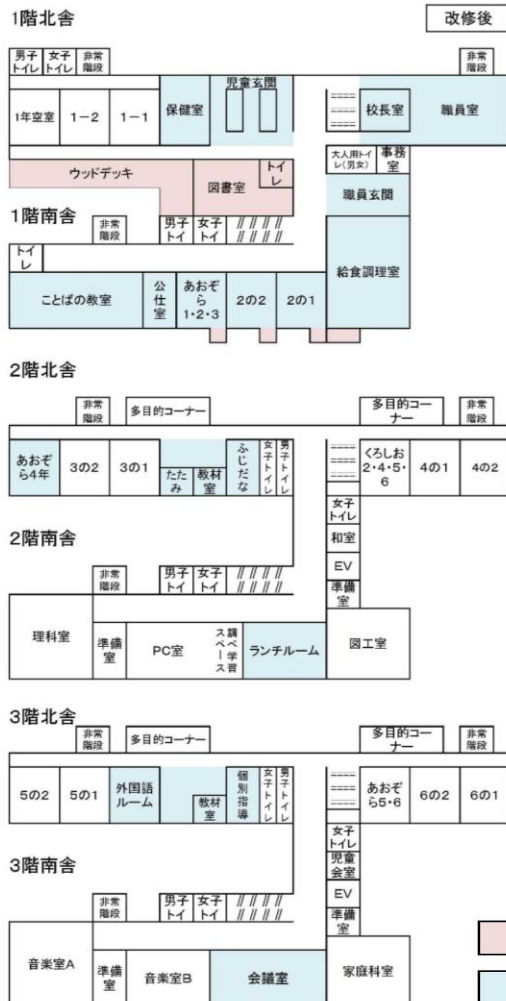 1階北舎
改修後
男子
トイレ
女子
トイレ
非常
階段
非常
階段
1年空室
1-2
1-1
保健室
児童玄関
校長室
職員室
ウッドデッキ
図書室
トイ
レ
大人用トイ
レ(男女)
事務
室
職員玄関
1階南舎
非常
階段
男子
トイ
女子
トイ
トイ
レ
ことばの教室
公
仕
室
あおぞ
ら
1・2・3
2の2
2の1
給食調理室
2階北舎
非常
階段
多目的コーナー
多目的コー
ナー
非常
階段
あおぞ
ら4年
3の2
3の1
たた
み
教材
室
ふじだな
女子トイレ
男子トイレ
くろしお
2・4・5・
6
4の1
4の2
女子
トイレ
和室
EV
準備
室
2階南舎
非常
階段
男子
トイ
女子
トイ
理科室
準備
室
PC室
調べ学習
スペース
ランチルーム
図工室
3階北舎
非常
階段
多目的コーナー
多目的コー
ナー
非常
階段
5の2
5の1
外国語
ルーム
教材
室
個別指導
女子トイレ
男子トイレ
あおぞ
ら5・6
6の2
6の1
女子
トイレ
児童
会室
EV
準備
室
3階南舎
非常
階段
男子
トイ
女子
トイ
音楽室A
準備
室
音楽室B
会議室
家庭科室